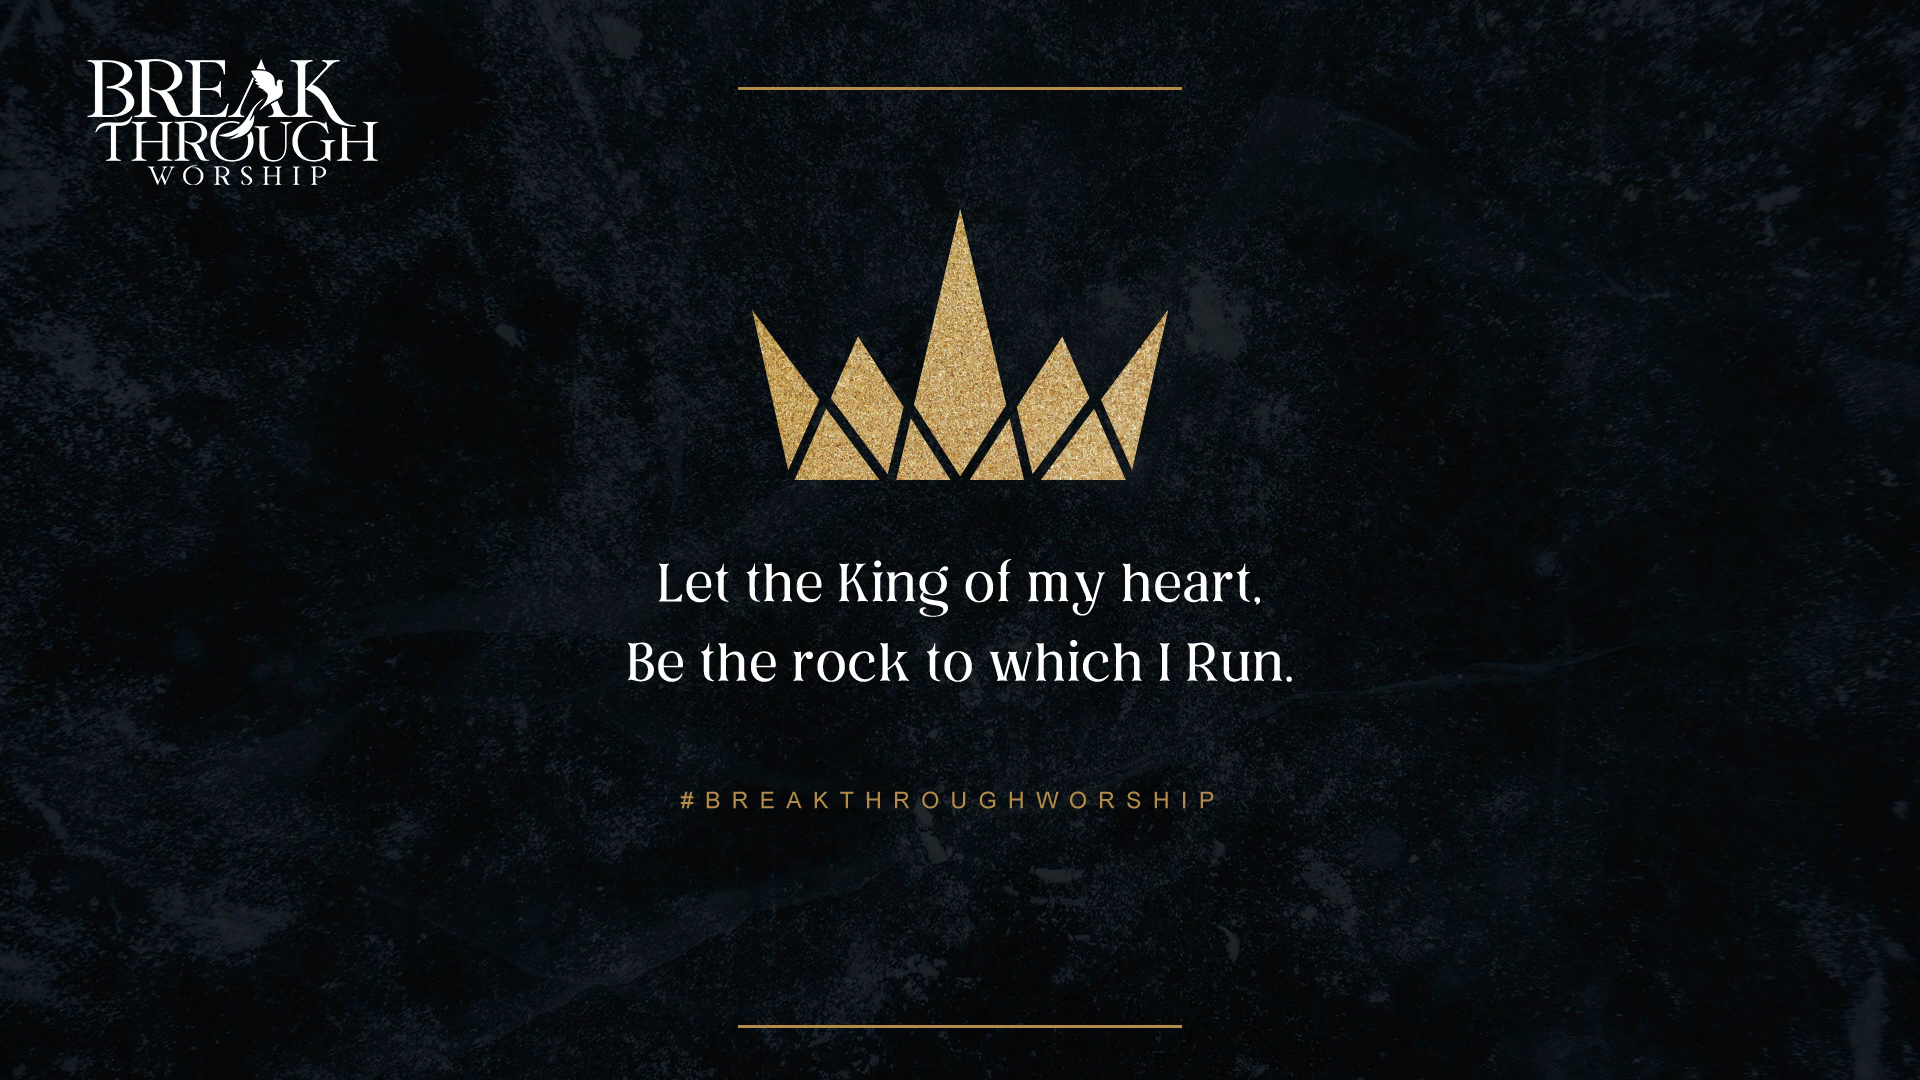 BREAK
THROUGH
WORSHIP
Let the King of my heart,
Be the rock to which I Run.
#BREAKTHROUGHWORSHIP